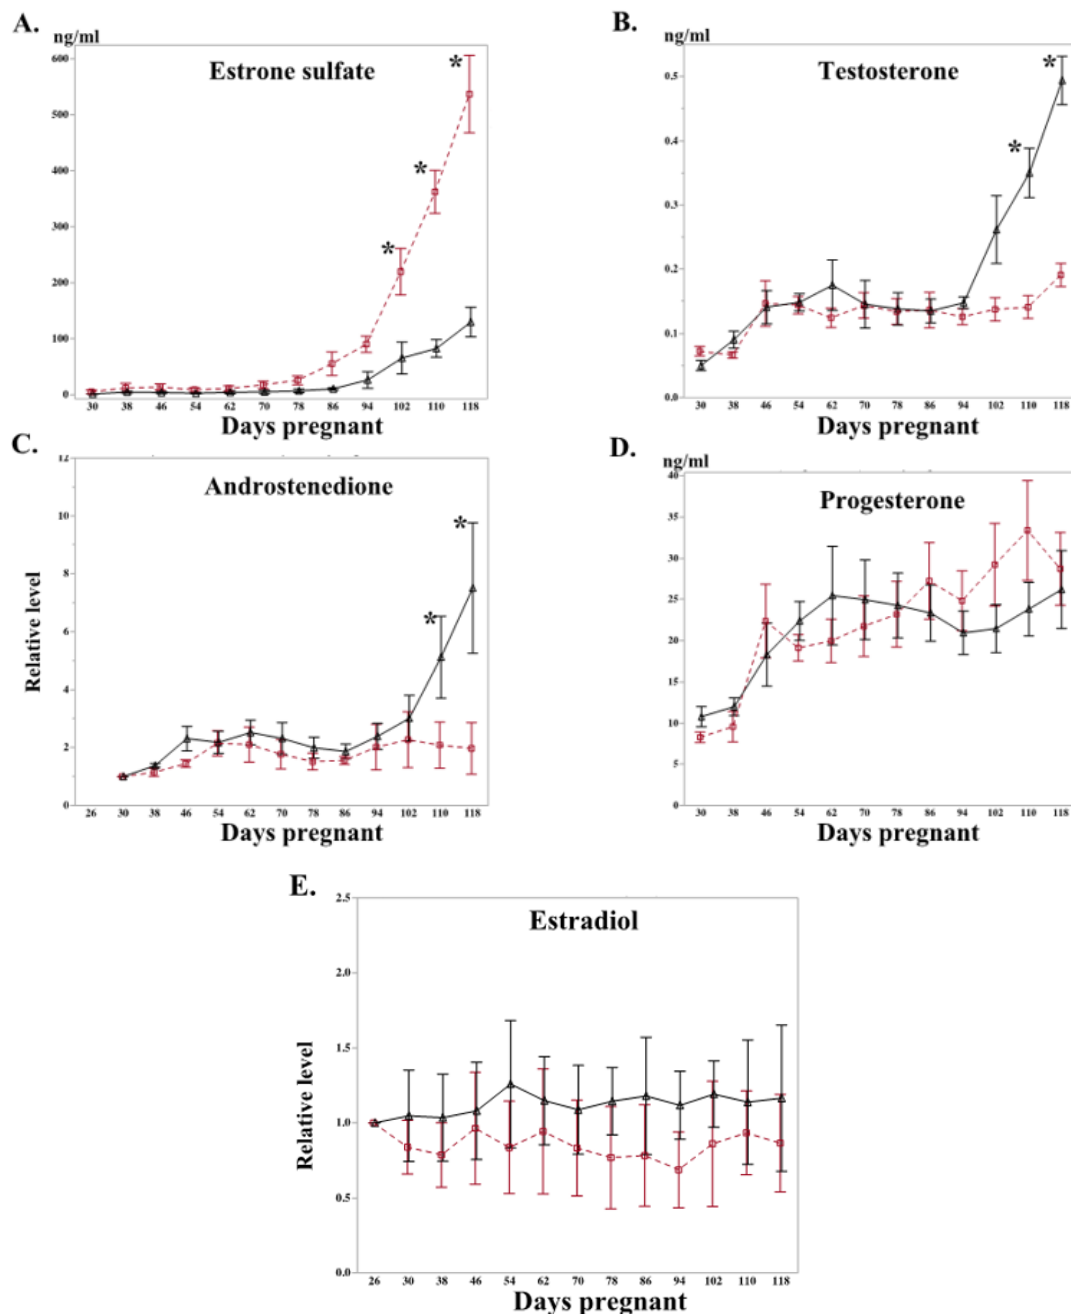 A.
ng/ml
Estrone sulfate
*
*
*
600
500
400
300
200
100
0
30 38 46 54 62 70 78 86 94 102 110 118
Days pregnant
B.
ng/ml
Testosterone
*
*
0.5
0.4
0.3
0.2
0.1
0.0
30 38 46 54 62 70 78 86 94 102 110 118
Days pregnant
C.
Androstenedione
*
*
12
10
8
6
4
2
0
Relative level
26 30 38 46 54 62 70 78 86 94 102 110 118
Days pregnant
D.
ng/ml
Progesterone
40
35
30
25
20
15
10
5
0
30 38 46 54 62 70 78 86 94 102 110 118
Days pregnant
E.
Estradiol
2.5
2.0
1.5
1.0
0.5
0.0
Relative level
26 30 38 46 54 62 70 78 86 94 102 110 118
Days pregnant